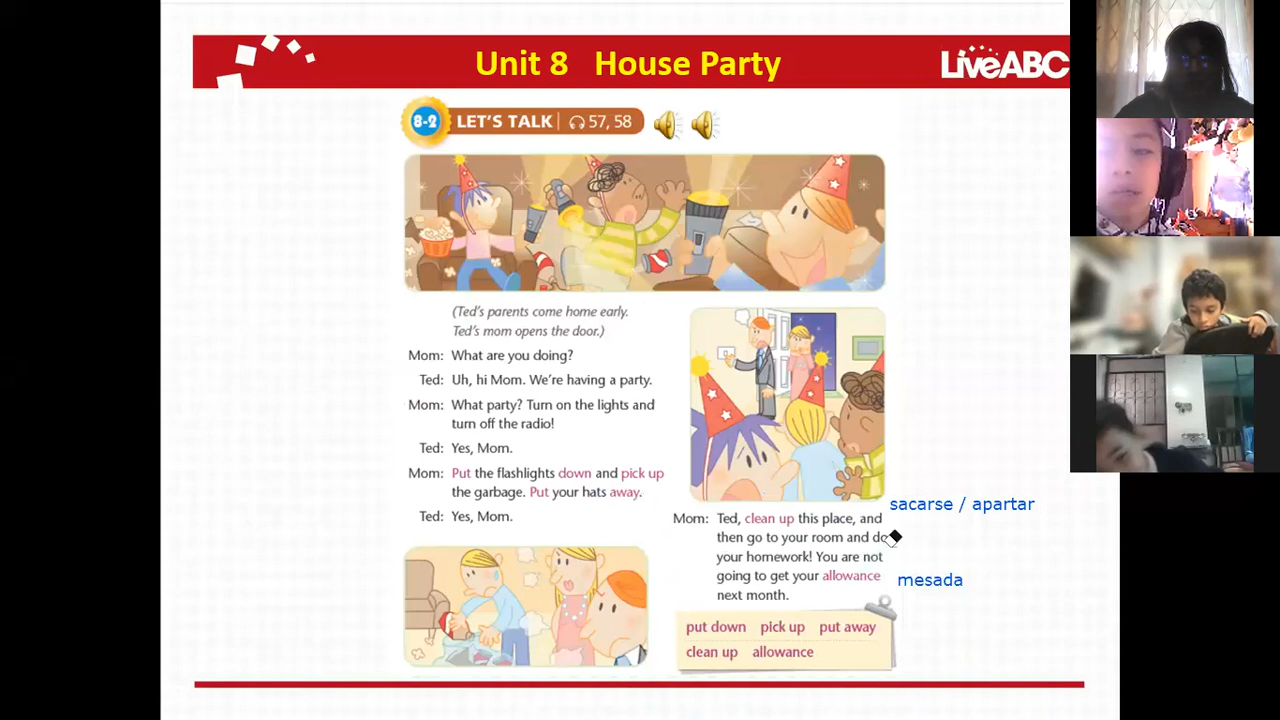 Unit 8 House Party
LiveABC
8-2 LET'S TALK 57, 58
(Ted's parents come home early.
Ted's mom opens the door.)
Mom: What are you doing?
Ted: Uh, hi Mom. We're having a party.
Mom: What party? Turn on the lights and
turn off the radio!
Ted: Yes, Mom.
Mom: Put the flashlights down and pick up
the garbage. Put your hats away.
Ted: Yes, Mom.
sacarse / apartar
Mom: Ted, clean up this place, and
then go to your room and do
your homework! You are not
going to get your allowance
mesada
next month.
put down pick up put away
clean up allowance